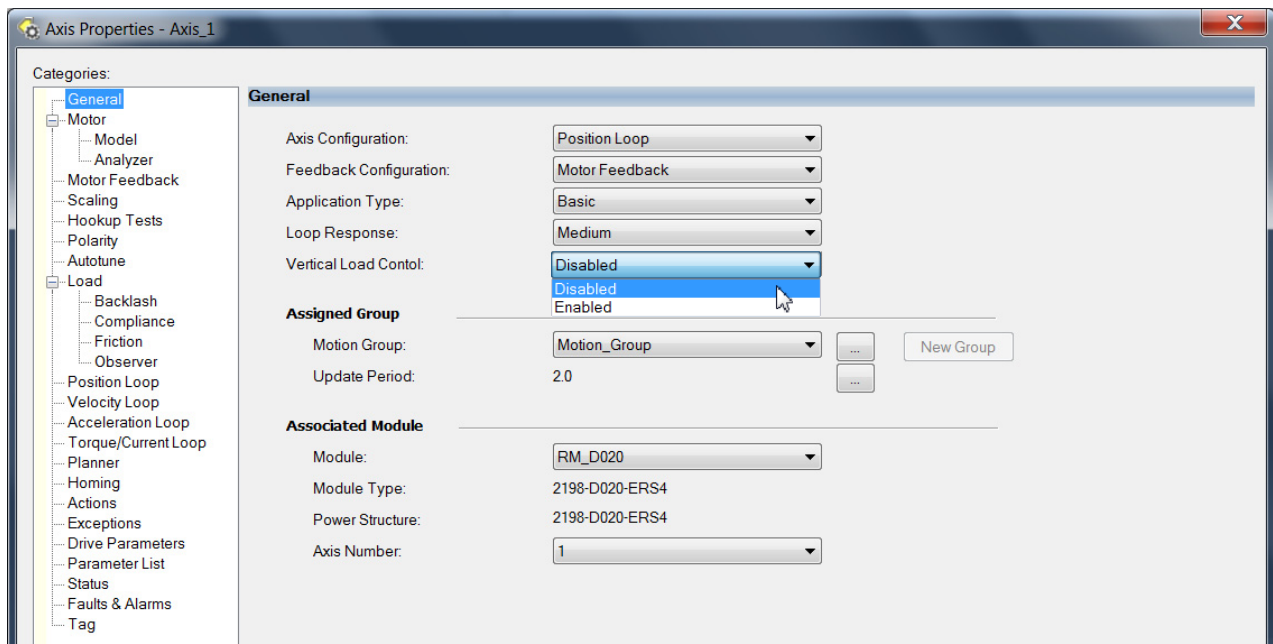 Axis Properties - Axis_1
X
Categories:
General
Motor
Model
Analyzer
Motor Feedback
Scaling
Hookup Tests
Polarity
Autotune
Load
Backlash
Compliance
Friction
Observer
Position Loop
Velocity Loop
Acceleration Loop
Torque/Current Loop
Planner
Homing
Actions
Exceptions
Drive Parameters
Parameter List
Status
Faults & Alarms
Tag
General
Axis Configuration: Position Loop
Feedback Configuration: Motor Feedback
Application Type: Basic
Loop Response: Medium
Vertical Load Contol: Disabled
Disabled
Enabled
Assigned Group
Motion Group: Motion_Group ... New Group
Update Period: 2.0 ...
Associated Module
Module: RM_D020
Module Type: 2198-D020-ERS4
Power Structure: 2198-D020-ERS4
Axis Number: 1